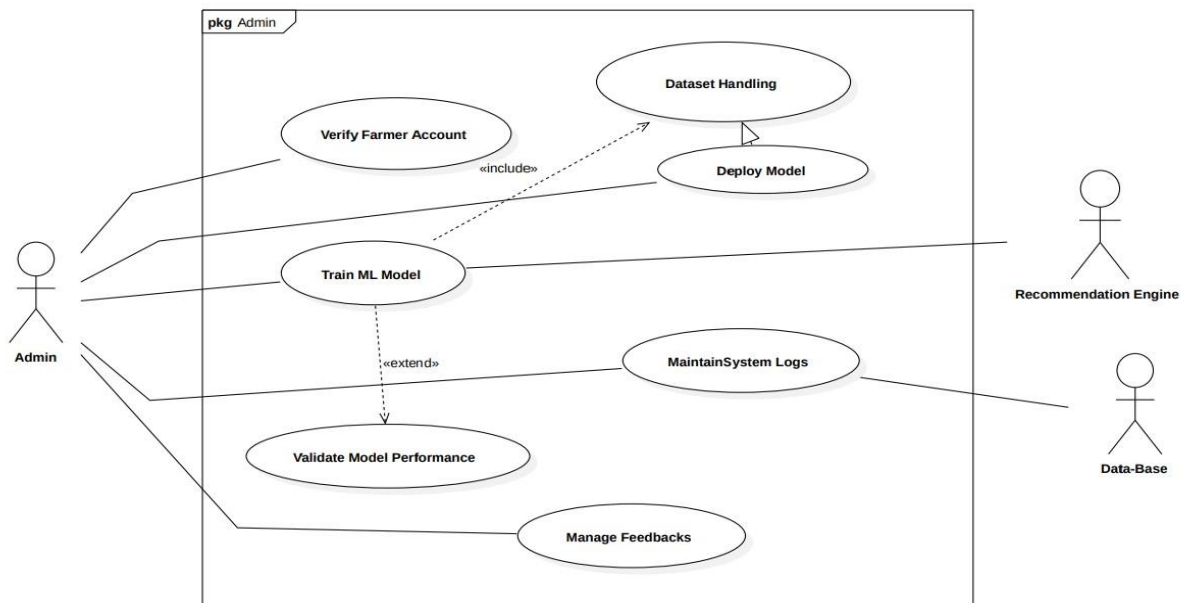 pkg Admin
Dataset Handling
Verify Farmer Account
«include»
Deploy Model
Train ML Model
Recommendation Engine
Admin
«extend»
MaintainSystem Logs
Validate Model Performance
Data-Base
Manage Feedbacks